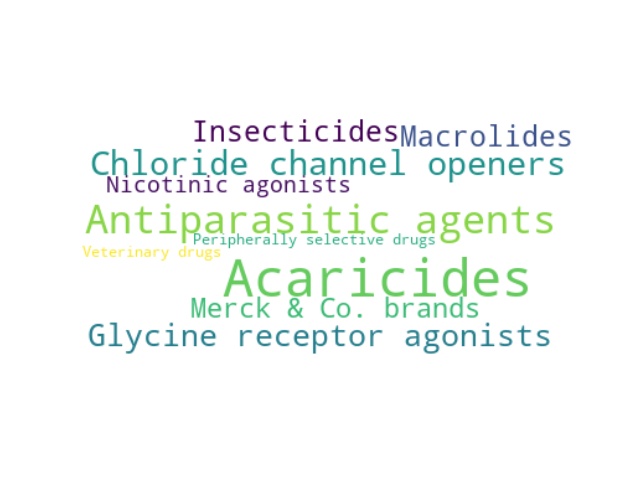 Insecticides
Macrolides
Chloride channel openers
Nicotinic agonists
Antiparasitic agents
Peripherally selective drugs
Veterinary drugs
Acaricides
Merck & Co. brands
Glycine receptor agonists